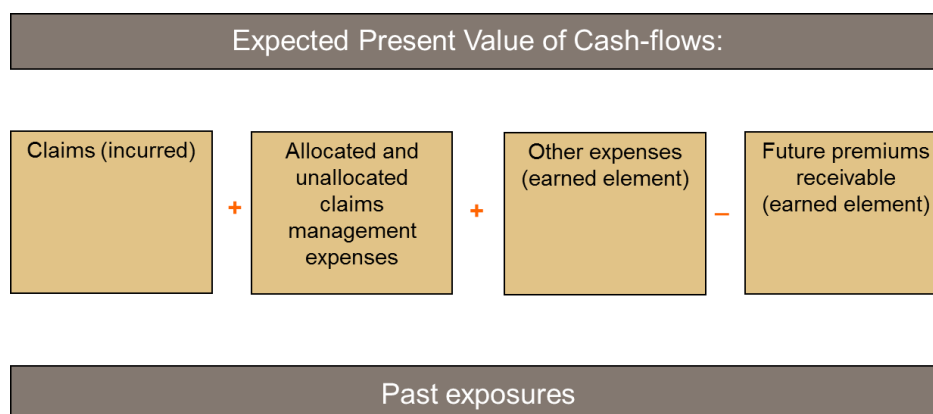 Expected Present Value of Cash-flows:
Claims (incurred)
+
Allocated and
unallocated
claims
management
expenses
+
Other expenses
(earned element)
–
Future premiums
receivable
(earned element)
Past exposures